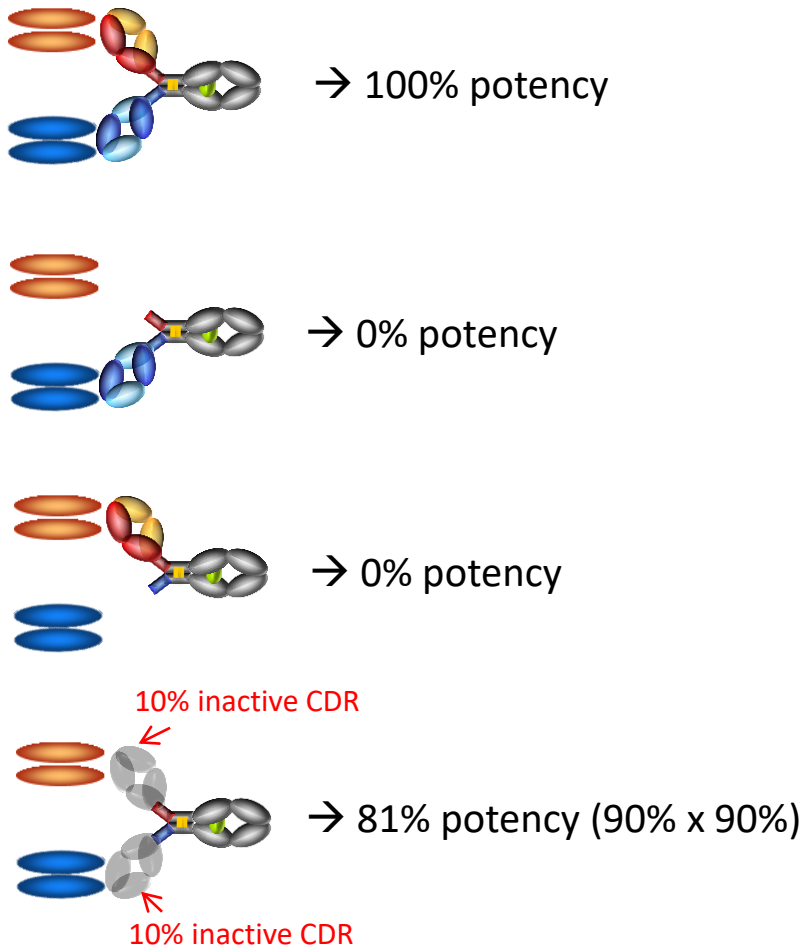 → 100% potency
→ 0% potency
→ 0% potency
10% inactive CDR
→ 81% potency (90% x 90%)
10% inactive CDR